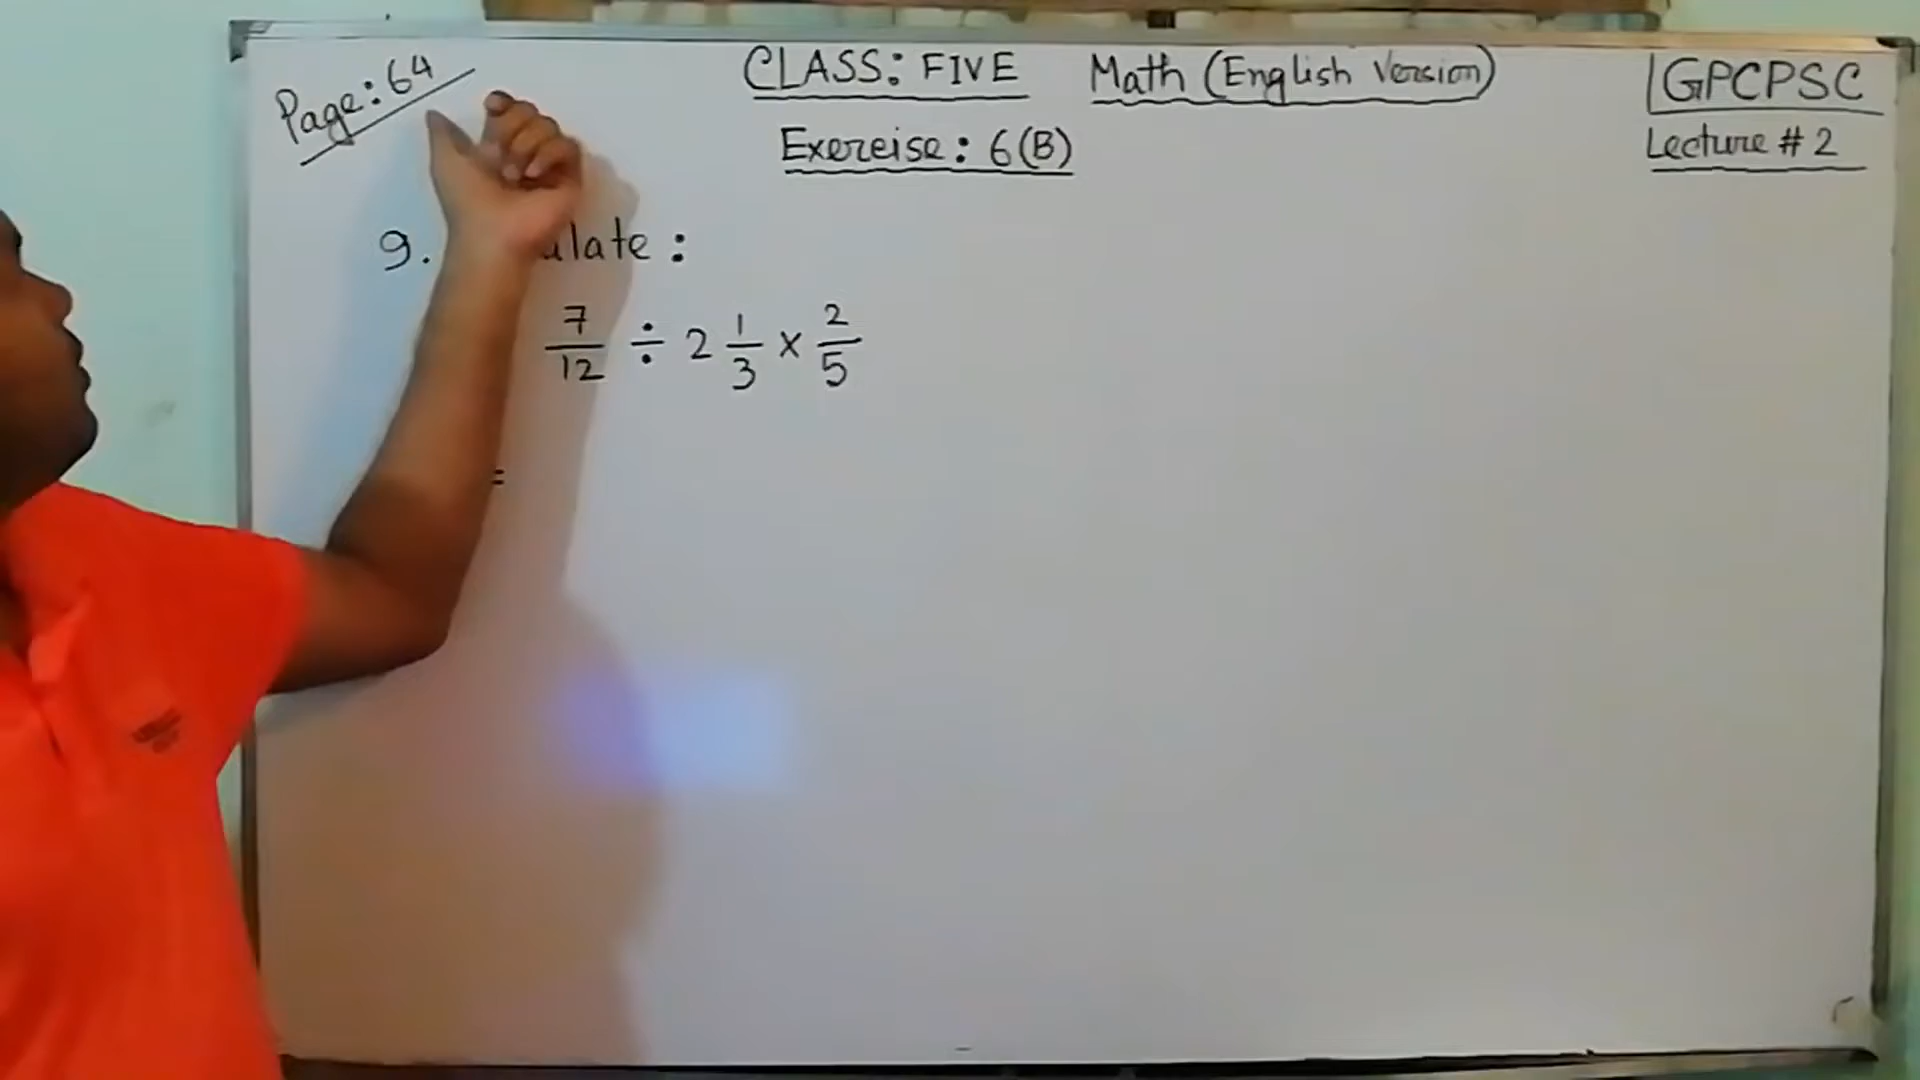 Page: 64
CLASS: FIVE Math (English Version)
GPCPSC
Exercise: 6(B)
Lecture # 2
9. ulate :
7/12 ÷ 2 1/3 × 2/5
=